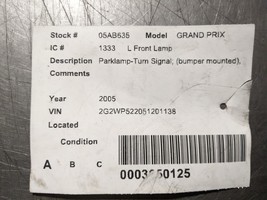 Stock # 05AB635 Model GRAND PRIX
IC # 1333 L Front Lamp
Description Parklamp-Turn Signal, (bumper mounted),
Comments
Year 2005
VIN 2G2WP522051201138
Located
Condition
A B C
0003650125